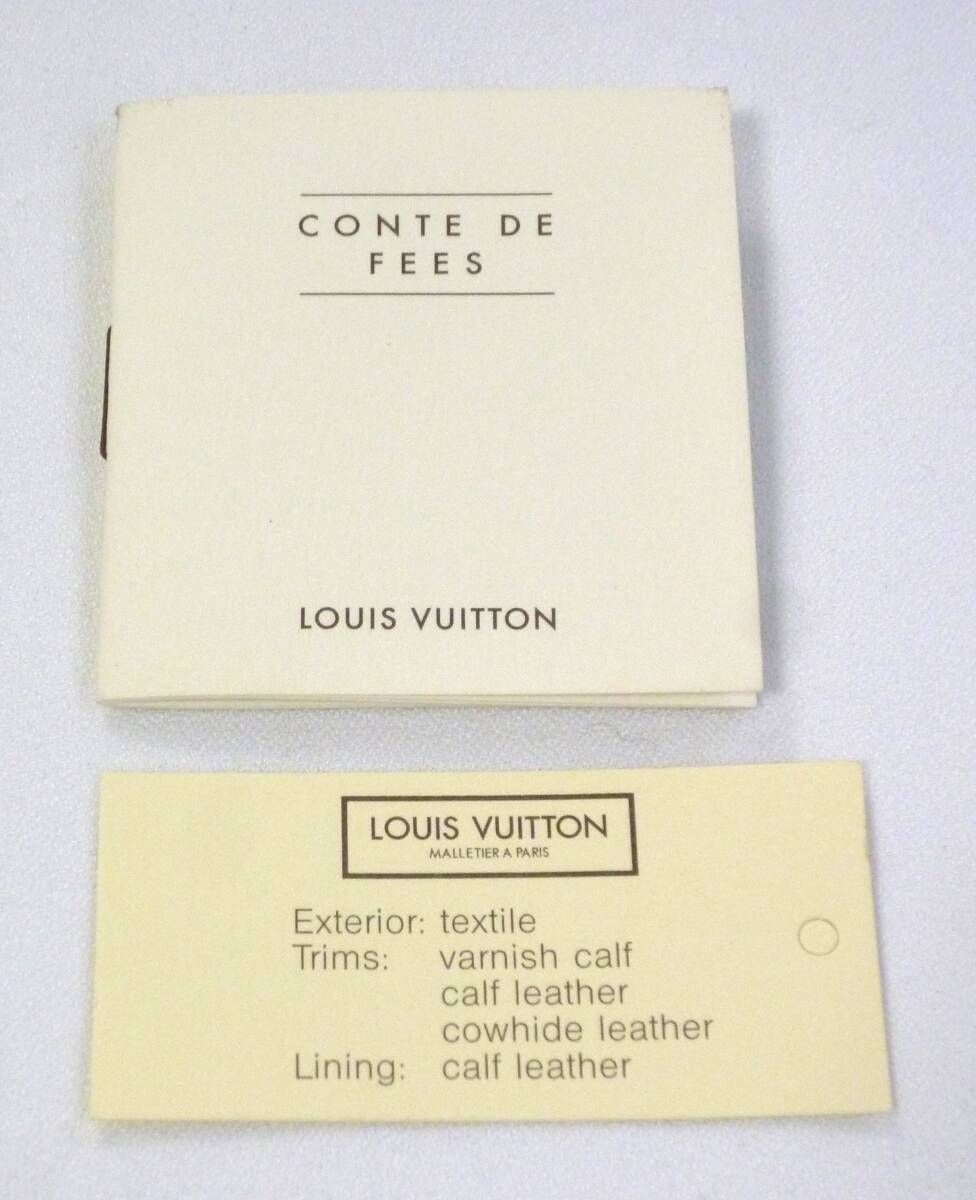 CONTE DE
FEES
LOUIS VUITTON
LOUIS VUITTON
MALLETIER A PARIS
Exterior: textile
Trims: varnish calf
calf leather
cowhide leather
Lining: calf leather